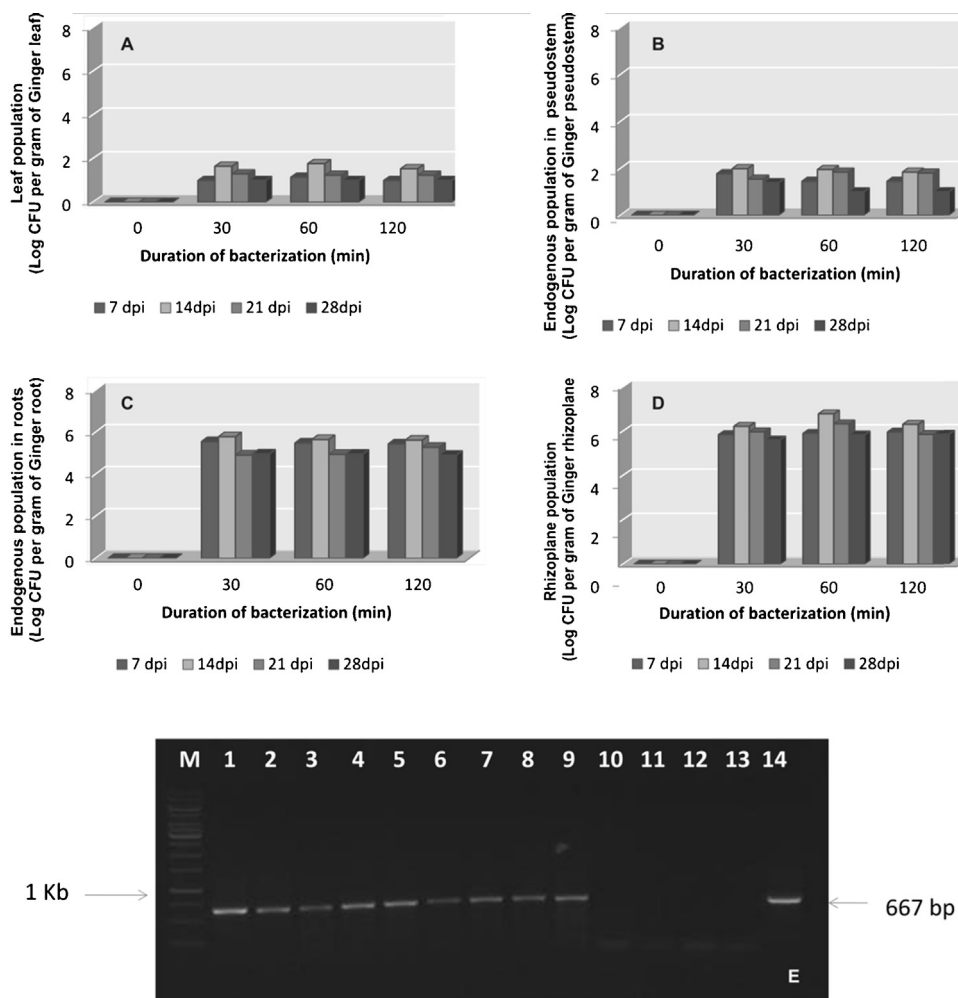 Leaf population
(Log CFU per gram of Ginger leaf)
A
8
6
4
2
0
0 30 60 120
Duration of bacterization (min)
7 dpi 14dpi 21 dpi 28dpi
Endogenous population in pseudostem
(Log CFU per gram of Ginger pseudostem)
B
8
6
4
2
0
0 30 60 120
Duration of bacterization (min)
7 dpi 14dpi 21 dpi 28dpi
Endogenous population in roots
(Log CFU per gram of Ginger root)
C
8
6
4
2
0
0 30 60 120
Duration of bacterization (min)
7 dpi 14dpi 21 dpi 28dpi
Rhizoplane population
(Log CFU per gram of Ginger rhizoplane
D
8
6
4
2
0
0 30 60 120
Duration of bacterization (min)
7 dpi 14dpi 21 dpi 28dpi
M 1 2 3 4 5 6 7 8 9 10 11 12 13 14
1 Kb
667 bp
E